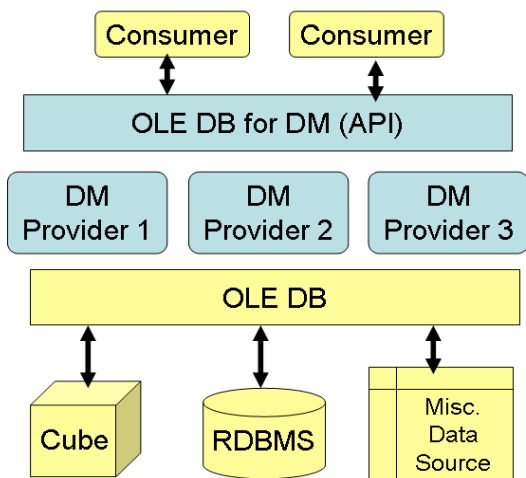 Consumer
Consumer
OLE DB for DM (API)
DM
Provider 1
DM
Provider 2
DM
Provider 3
OLE DB
Cube
RDBMS
Misc.
Data
Source